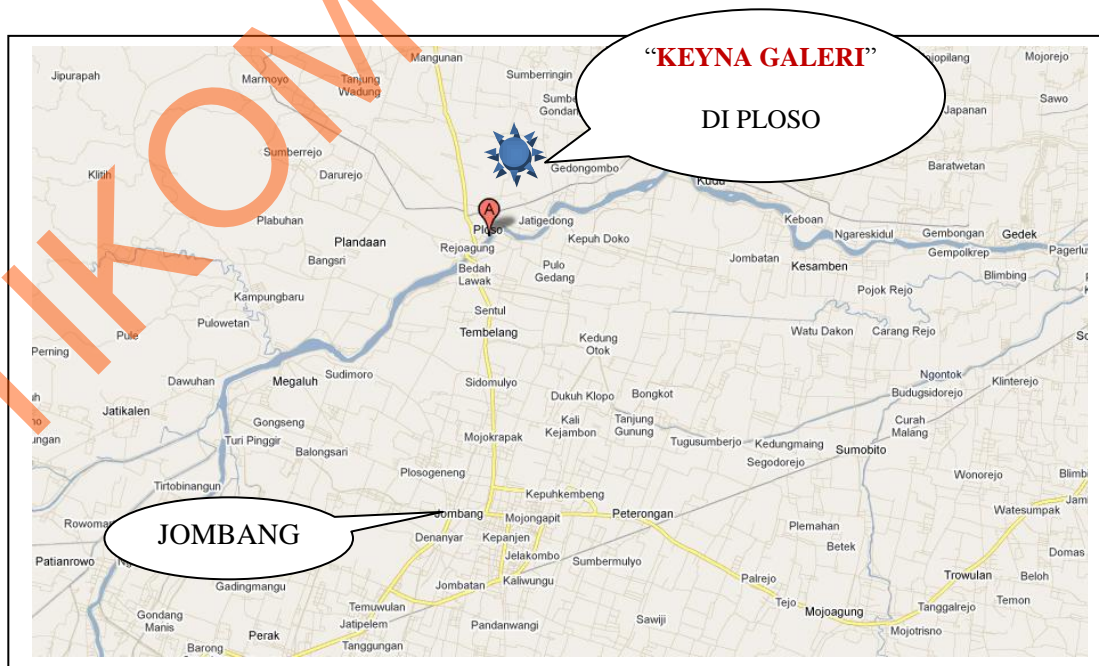 “KEYNA GALERI”
DI PLOSO
JOMBANG
IKOM
Mangunan
Mojorejo
Jipurapah
Marmoyo
Tanjung
Wadung
Sumberringin
Sawo
Japanan
Sumberrejo
Darurejo
Klitih
Gedongombo
Baratwetan
Kudu
A
Plabuhan
Plandaan
Ploso
Jatigedong
Keboan
Ngareskidul
Gembongan
Gedek
Rejoagung
Kepuh Doko
Bangsri
Bedah
Lawak
Pulo
Gedang
Jombatan
Kesamben
Gempolkrep
Blimbing
Pojok Rejo
Kampungbaru
Sentul
Pulowetan
Pule
Tembelang
Kedung
Otok
Watu Dakon
Carang Rejo
Perning
Dawuhan
Megaluh
Sudimoro
Sidomulyo
Ngontok
Klinterejo
Budugsidorejo
Dukuh Klopo
Bongkot
Jatikalen
Gongseng
Kali
Kejambon
Tanjung
Gunung
Curah
Malang
Turi Pinggir
Balongsari
Mojokrapak
Tugusumberjo
Kedungmaing
Sumobito
Segodorejo
Plosogeneng
Wonorejo
Tirtobinangun
Kepuhkembeng
Watesumpak
Jombang
Mojongapit
Peterongan
Plemahan
Denanyar
Kepanjen
Betek
Domas
Patianrowo
Jelakombo
Sumbermulyo
Trowulan
Beloh
Gadingmangu
Jombatan
Kaliwungu
Palrejo
Temon
Temuwulan
Tejo
Mojoagung
Tanggalrejo
Gondang
Manis
Jatipelem
Pandanwangi
Sawiji
Mojotrisno
Perak
Tanggungan
Barong